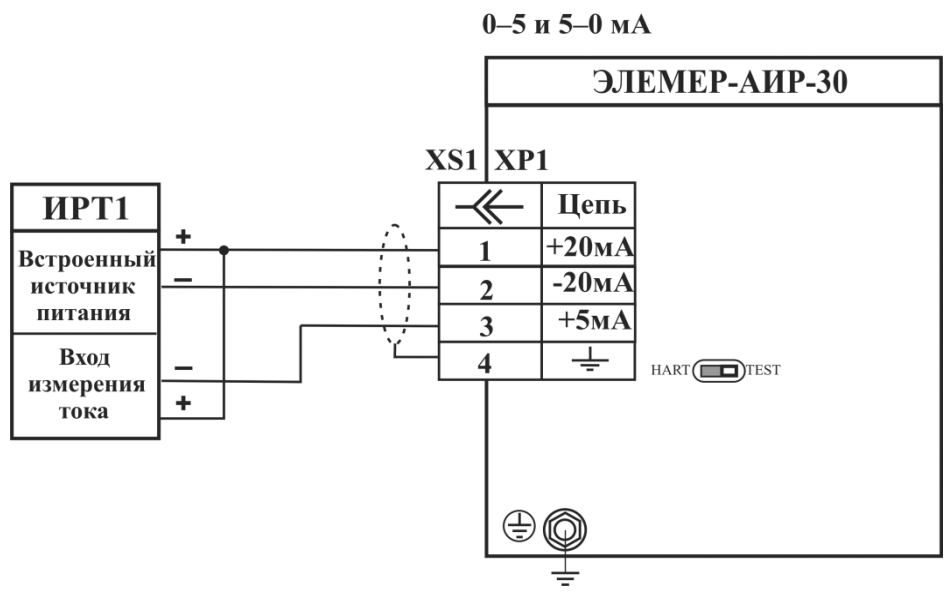 0–5 и 5–0 мА
ЭЛЕМЕР-АИР-30
XS1 XP1
ИРТ1
Цепь
+
Встроенный
источник
питания
–
1 +20мА
2 -20мА
3 +5мА
4
Вход
измерения
тока
–
+
HART TEST